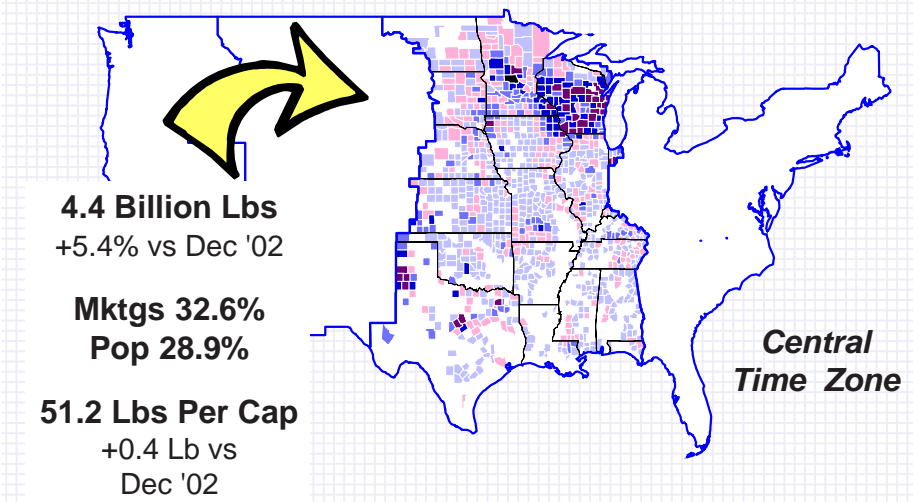 4.4 Billion Lbs
+5.4% vs Dec '02
Mktgs 32.6%
Pop 28.9%
51.2 Lbs Per Cap
+0.4 Lb vs
Dec '02
Central
Time Zone